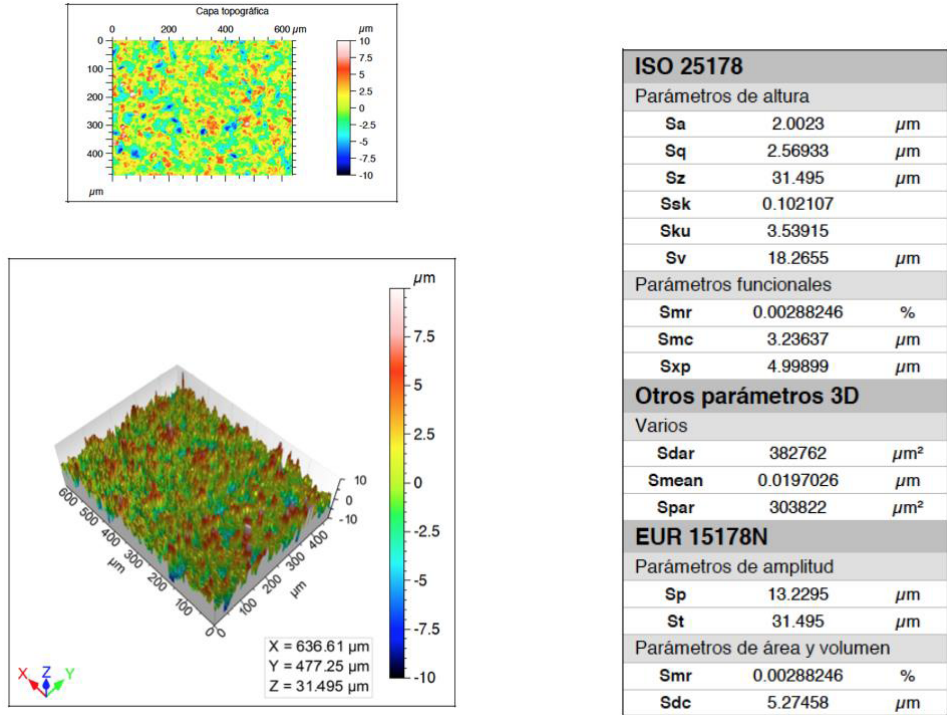 Capa topográfica
0 200 400 600 µm
0
100
200
300
400
µm
10
7.5
5
2.5
0
-2.5
-5
-7.5
-10
µm
7.5
5
2.5
0
-2.5
-5
-7.5
-10
10
0
-10
600
500
400
300
200
100
0
µm
0
100
200
300
400
µm
X = 636.61 µm
Y = 477.25 µm
Z = 31.495 µm
X Z Y
ISO 25178
Parámetros de altura
Sa 2.0023 µm
Sq 2.56933 µm
Sz 31.495 µm
Ssk 0.102107
Sku 3.53915
Sv 18.2655 µm
Parámetros funcionales
Smr 0.00288246 %
Smc 3.23637 µm
Sxp 4.99899 µm
Otros parámetros 3D
Varios
Sdar 382762 µm²
Smean 0.0197026 µm
Spar 303822 µm²
EUR 15178N
Parámetros de amplitud
Sp 13.2295 µm
St 31.495 µm
Parámetros de área y volumen
Smr 0.00288246 %
Sdc 5.27458 µm